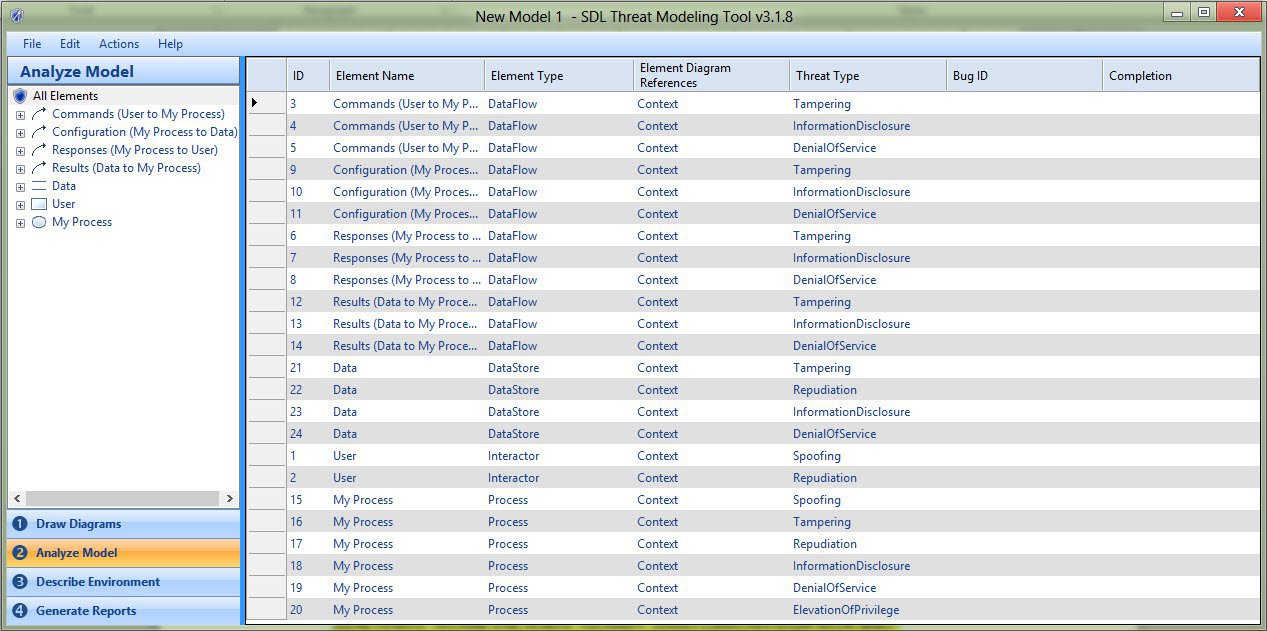 New Model 1 - SDL Threat Modeling Tool v3.1.8
File Edit Actions Help
Analyze Model
All Elements
Commands (User to My Process)
Configuration (My Process to Data)
Responses (My Process to User)
Results (Data to My Process)
Data
User
My Process
1 Draw Diagrams
2 Analyze Model
3 Describe Environment
4 Generate Reports
ID Element Name Element Type Element Diagram References Threat Type Bug ID Completion
3 Commands (User to My P... DataFlow Context Tampering
4 Commands (User to My P... DataFlow Context InformationDisclosure
5 Commands (User to My P... DataFlow Context DenialOfService
9 Configuration (My Proces... DataFlow Context Tampering
10 Configuration (My Proces... DataFlow Context InformationDisclosure
11 Configuration (My Proces... DataFlow Context DenialOfService
6 Responses (My Process to ... DataFlow Context Tampering
7 Responses (My Process to ... DataFlow Context InformationDisclosure
8 Responses (My Process to ... DataFlow Context DenialOfService
12 Results (Data to My Proce... DataFlow Context Tampering
13 Results (Data to My Proce... DataFlow Context InformationDisclosure
14 Results (Data to My Proce... DataFlow Context DenialOfService
21 Data DataStore Context Tampering
22 Data DataStore Context Repudiation
23 Data DataStore Context InformationDisclosure
24 Data DataStore Context DenialOfService
1 User Interactor Context Spoofing
2 User Interactor Context Repudiation
15 My Process Process Context Spoofing
16 My Process Process Context Tampering
17 My Process Process Context Repudiation
18 My Process Process Context InformationDisclosure
19 My Process Process Context DenialOfService
20 My Process Process Context ElevationOfPrivilege